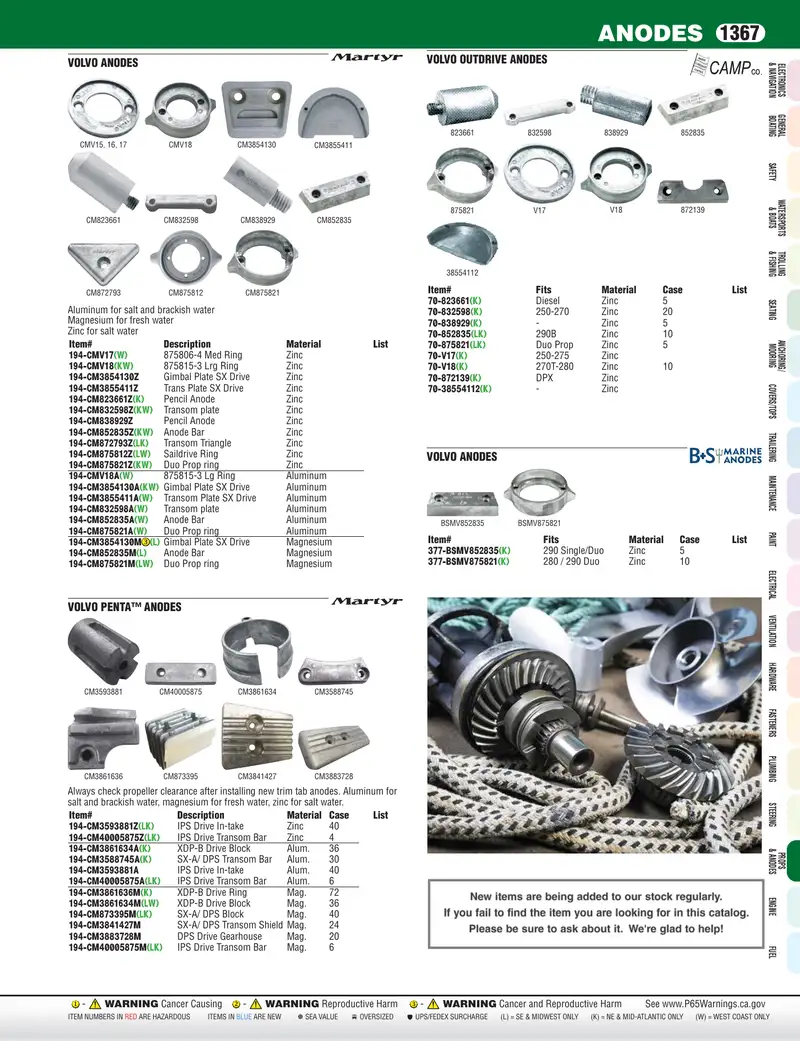 ANODES 1367
VOLVO ANODES
Martyr
CMV15, 16, 17
CMV18
CM3854130
CM3855411
CM823661
CM832598
CM838929
CM852835
CM872793
CM875812
CM875821
Aluminum for salt and brackish water
Magnesium for fresh water
Zinc for salt water
Item# Description Material List
194-CMV17(W) 875806-4 Med Ring Zinc
194-CMV18(KW) 875815-3 Lrg Ring Zinc
194-CM3854130Z Gimbal Plate SX Drive Zinc
194-CM3855411Z Trans Plate SX Drive Zinc
194-CM823661Z(K) Pencil Anode Zinc
194-CM832598Z(KW) Transom plate Zinc
194-CM838929Z Pencil Anode Zinc
194-CM852835Z(KW) Anode Bar Zinc
194-CM872793Z(LK) Transom Triangle Zinc
194-CM875812Z(LW) Saildrive Ring Zinc
194-CM875821Z(KW) Duo Prop ring Zinc
194-CMV18A(W) 875815-3 Lg Ring Aluminum
194-CM3854130A(KW) Gimbal Plate SX Drive Aluminum
194-CM3855411A(W) Transom Plate SX Drive Aluminum
194-CM832598A(W) Transom plate Aluminum
194-CM852835A(W) Anode Bar Aluminum
194-CM875821A(W) Duo Prop ring Aluminum
194-CM3854130M3(L) Gimbal Plate SX Drive Magnesium
194-CM852835M(L) Anode Bar Magnesium
194-CM875821M(LW) Duo Prop ring Magnesium
VOLVO PENTA™ ANODES
Martyr
CM3593881
CM40005875
CM3861634
CM3588745
CM3861636
CM873395
CM3841427
CM3883728
Always check propeller clearance after installing new trim tab anodes. Aluminum for
salt and brackish water, magnesium for fresh water, zinc for salt water.
Item# Description Material Case List
194-CM3593881Z(LK) IPS Drive In-take Zinc 40
194-CM40005875Z(LK) IPS Drive Transom Bar Zinc 4
194-CM3861634A(K) XDP-B Drive Block Alum. 36
194-CM3588745A(K) SX-A/ DPS Transom Bar Alum. 30
194-CM3593881A IPS Drive In-take Alum. 40
194-CM40005875A(LK) IPS Drive Transom Bar Alum. 6
194-CM3861636M(K) XDP-B Drive Ring Mag. 72
194-CM3861634M(LW) XDP-B Drive Block Mag. 36
194-CM873395M(LK) SX-A/ DPS Block Mag. 40
194-CM3841427M SX-A/ DPS Transom Shield Mag. 24
194-CM3883728M DPS Drive Gearhouse Mag. 20
194-CM40005875M(LK) IPS Drive Transom Bar Mag. 6
VOLVO OUTDRIVE ANODES
CAMP CO.
823661
832598
838929
852835
875821
V17
V18
872139
38554112
Item# Fits Material Case List
70-823661(K) Diesel Zinc 5
70-832598(K) 250-270 Zinc 20
70-838929(K) - Zinc 5
70-852835(LK) 290B Zinc 10
70-875821(LK) Duo Prop Zinc 5
70-V17(K) 250-275 Zinc
70-V18(K) 270T-280 Zinc 10
70-872139(K) DPX Zinc
70-38554112(K) - Zinc
VOLVO ANODES
B+S MARINE ANODES
BSMV852835
BSMV875821
Item# Fits Material Case List
377-BSMV852835(K) 290 Single/Duo Zinc 5
377-BSMV875821(K) 280 / 290 Duo Zinc 10
New items are being added to our stock regularly.
If you fail to find the item you are looking for in this catalog.
Please be sure to ask about it. We're glad to help!
ELECTRONICS & NAVIGATION
GENERAL BOATING
SAFETY
WATERSPORTS & BOATS
TROLLING & FISHING
SEATING
ANCHORING/ MOORING
COVERS/TOPS
TRAILERING
MAINTENANCE
PAINT
ELECTRICAL
VENTILATION
HARDWARE
FASTENERS
PLUMBING
STEERING
PROPS & ANODES
ENGINE
FUEL
1 - WARNING Cancer Causing 2 - WARNING Reproductive Harm 3 - WARNING Cancer and Reproductive Harm See www.P65Warnings.ca.gov
ITEM NUMBERS IN RED ARE HAZARDOUS ITEMS IN BLUE ARE NEW SEA VALUE OVERSIZED UPS/FEDEX SURCHARGE (L) = SE & MIDWEST ONLY (K) = NE & MID-ATLANTIC ONLY (W) = WEST COAST ONLY